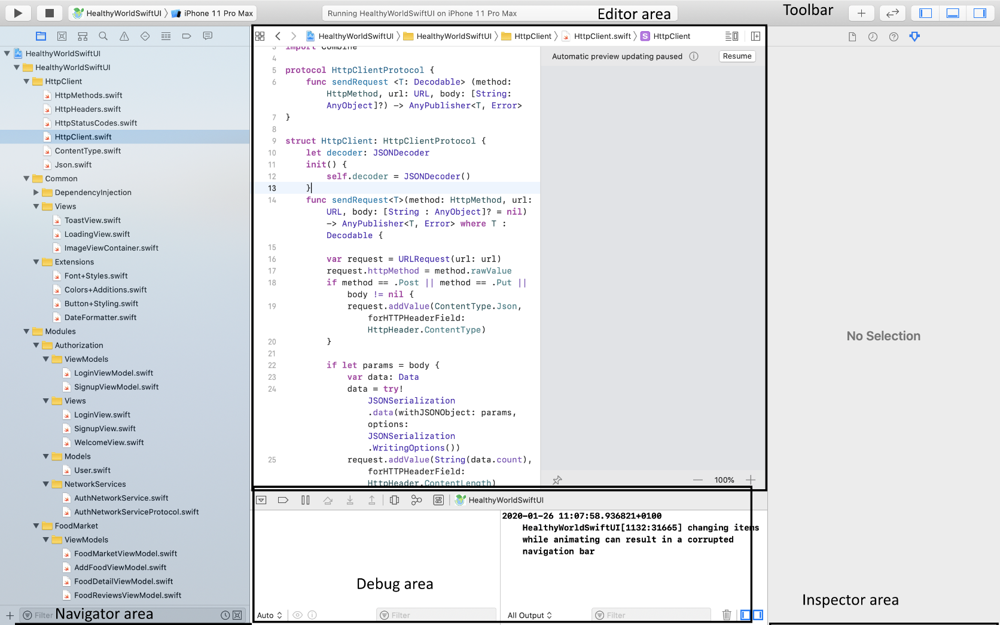 HealthyWorldSwiftUI iPhone 11 Pro Max
Running HealthyWorldSwiftUI on iPhone 11 Pro Max
Editor area
Toolbar
HealthyWorldSwiftUI
HealthyWorldSwiftUI
HttpClient
HttpMethods.swift
HttpHeaders.swift
HttpStatusCodes.swift
HttpClient.swift
ContentType.swift
Json.swift
Common
DependencyInjection
Views
ToastView.swift
LoadingView.swift
ImageViewContainer.swift
Extensions
Font+Styles.swift
Colors+Additions.swift
Button+Styling.swift
DateFormatter.swift
Modules
Authorization
ViewModels
LoginViewModel.swift
SignupViewModel.swift
Views
LoginView.swift
SignupView.swift
WelcomeView.swift
Models
User.swift
NetworkServices
AuthNetworkService.swift
AuthNetworkServiceProtocol.swift
FoodMarket
ViewModels
FoodMarketViewModel.swift
AddFoodViewModel.swift
FoodDetailViewModel.swift
FoodReviewsViewModel.swift
Filter
Navigator area
HealthyWorldSwiftUI HealthyWorldSwiftUI HttpClient HttpClient.swift S HttpClient
3 import Combine
4
5 protocol HttpClientProtocol {
6 func sendRequest <T: Decodable> (method:
HttpMethod, url: URL, body: [String:
AnyObject]?) -> AnyPublisher<T, Error>
7 }
8
9 struct HttpClient: HttpClientProtocol {
10 let decoder: JSONDecoder
11 init() {
12 self.decoder = JSONDecoder()
13 }
14 func sendRequest<T>(method: HttpMethod, url:
URL, body: [String : AnyObject]? = nil)
-> AnyPublisher<T, Error> where T :
Decodable {
15
16 var request = URLRequest(url: url)
17 request.httpMethod = method.rawValue
18 if method == .Post || method == .Put ||
body != nil {
19 request.addValue(ContentType.Json,
forHTTPHeaderField:
HttpHeader.ContentType)
20 }
21
22 if let params = body {
23 var data: Data
24 data = try!
JSONSerialization
.data(withJSONObject: params,
options:
JSONSerialization
.WritingOptions())
25 request.addValue(String(data.count),
forHTTPHeaderField:
HttpHeader.ContentLength)
Automatic preview updating paused
Resume
100%
HealthyWorldSwiftUI
2020-01-26 11:07:58.936821+0100
HealthyWorldSwiftUI[1132:31665] changing items
while animating can result in a corrupted
navigation bar
Debug area
Auto
Filter
All Output
Filter
No Selection
Inspector area